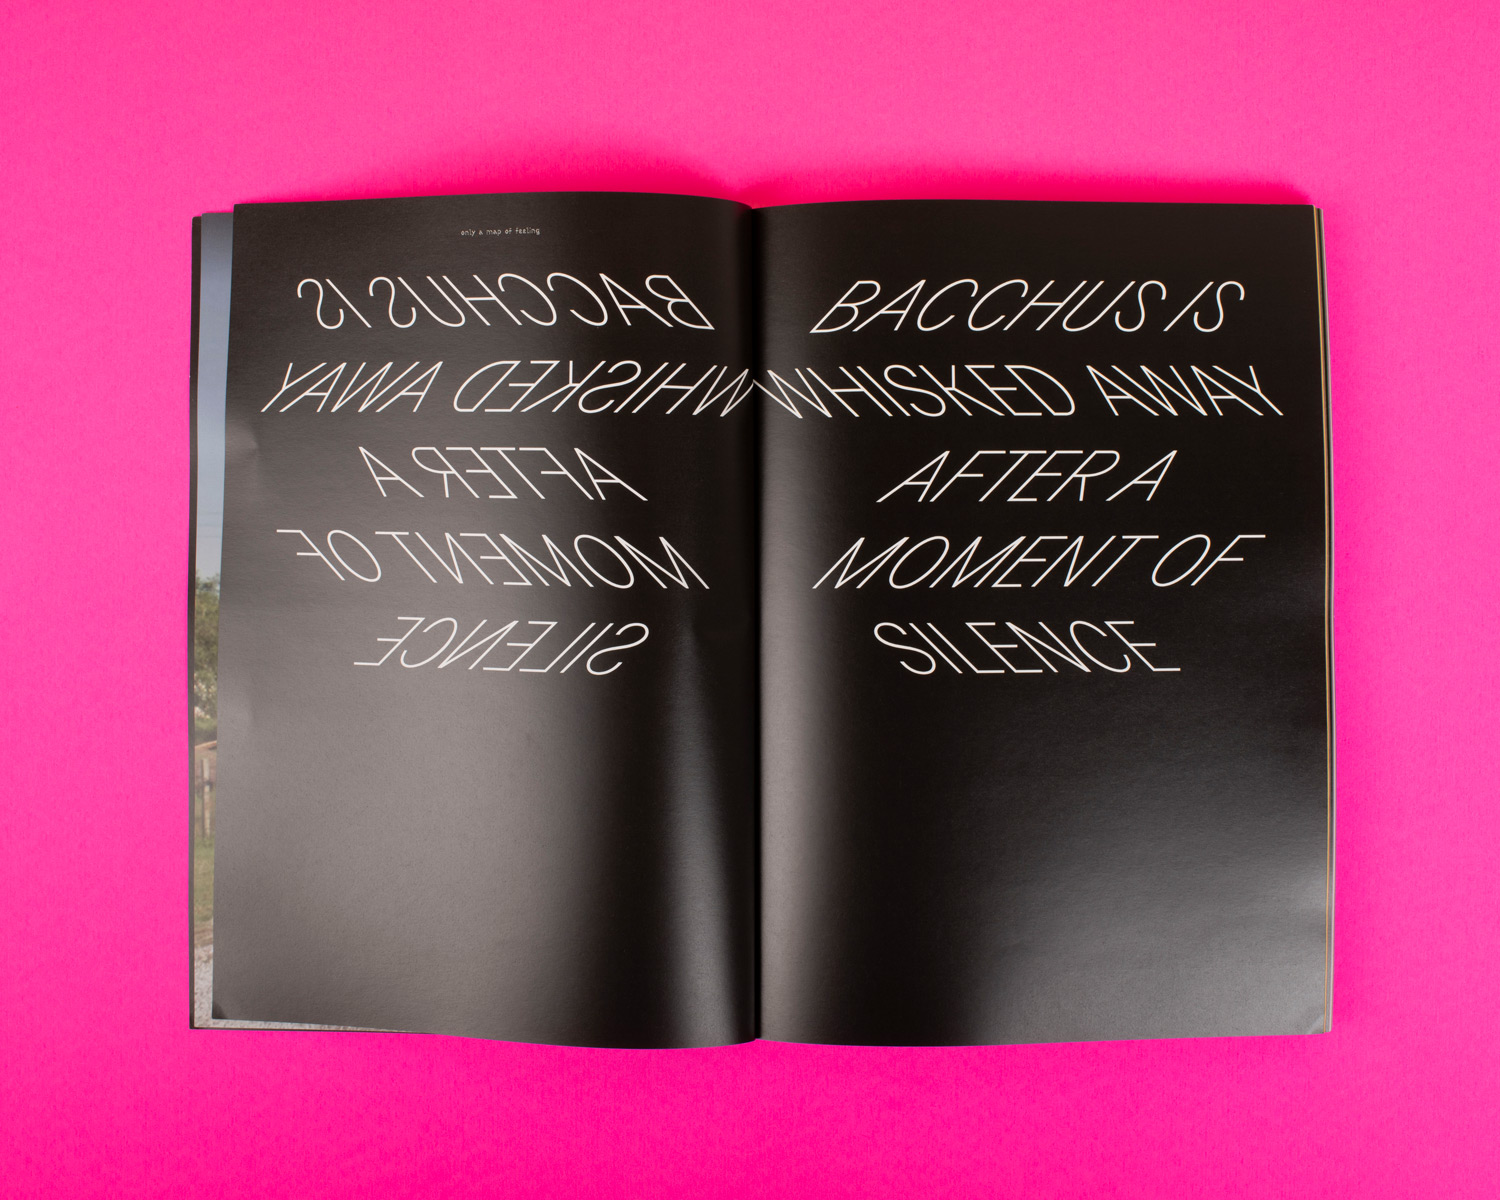 only a map of feeling
BACCHUS IS
WHISKED AWAY
AFTER A
MOMENT OF
SILENCE
BACCHUS IS
WHISKED AWAY
AFTER A
MOMENT OF
SILENCE